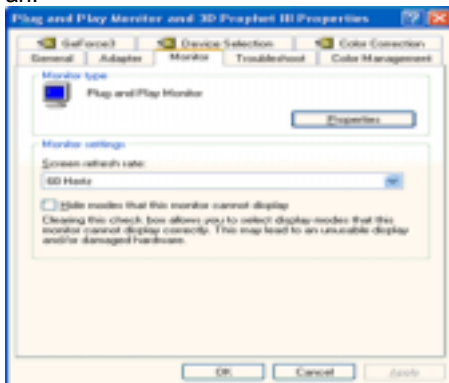 Plug and Play Monitor and 3D Prophet III Properties
GeForce3 Device Selection Color Correction
General Adapter Monitor Troubleshoot Color Management
Monitor type
Plug and Play Monitor
Properties
Monitor settings
Screen refresh rate:
60 Hertz
Hide modes that this monitor cannot display
Clearing this check box allows you to select display modes that this
monitor cannot display correctly. This may lead to an unusable display
and/or damaged hardware.
OK Cancel Apply